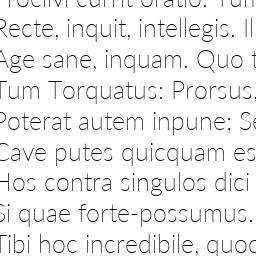 currit oratio. Tum
Recte, inquit, intellegis. Il
Age sane, inquam. Quo t
Tum Torquatus: Prorsus,
Poterat autem inpune; Se
Cave putes quicquam es
Hos contra singulos dici
Si quae forte-possumus.
Tibi hoc incredibile, quod